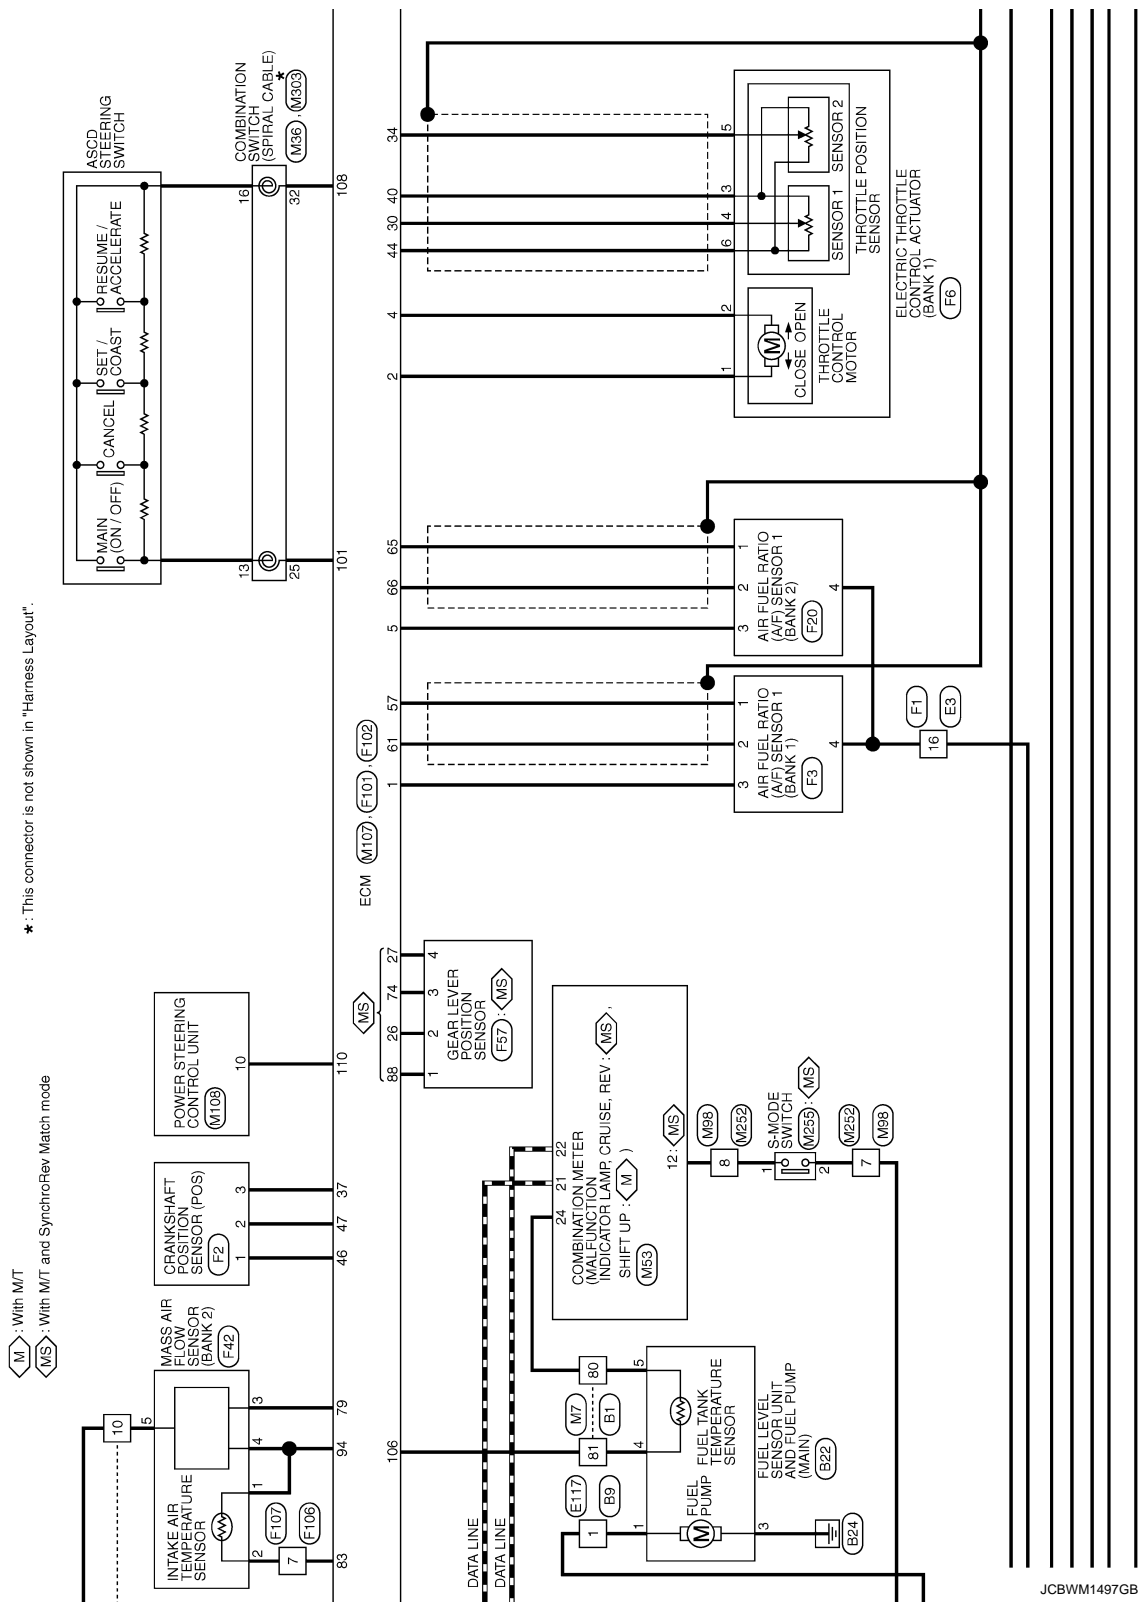 M : With M/T
MS : With M/T and SynchroRev Match mode
* : This connector is not shown in "Harness Layout".
10
5
MASS AIR
FLOW
SENSOR
(BANK 2)
F42
INTAKE AIR
TEMPERATURE
SENSOR
1
4
3
2
F107
F106
7
83
94
79
CRANKSHAFT
POSITION
SENSOR (POS)
F2
1
2
3
46
47
37
POWER STEERING
CONTROL UNIT
M108
10
110
ASCD
STEERING
SWITCH
MAIN
(ON / OFF)
CANCEL
SET /
COAST
RESUME /
ACCELERATE
COMBINATION
SWITCH
(SPIRAL CABLE)
*
M36 , M303
13
25
16
32
101
108
ECM M107 , F101 , F102
106
MS
88
26
74
27
1
2
3
4
GEAR LEVER
POSITION
SENSOR
F57 : MS
1
61
57
5
66
65
2
4
44
30
40
34
DATA LINE
DATA LINE
24
21
22
COMBINATION METER
(MALFUNCTION
INDICATOR LAMP, CRUISE, REV : MS ,
SHIFT UP : M )
M53
12 : MS
M98
8
M252
1
S-MODE
SWITCH
M255 : MS
2
M252
7
M98
E117
1
B9
M7
81
80
B1
1
4
5
FUEL
PUMP
M
FUEL TANK
TEMPERATURE
SENSOR
3
FUEL LEVEL
SENSOR UNIT
AND FUEL PUMP
(MAIN)
B22
B24
3
2
1
AIR FUEL RATIO
(A/F) SENSOR 1
(BANK 1)
F3
4
3
2
1
AIR FUEL RATIO
(A/F) SENSOR 1
(BANK 2)
F20
4
F1
16
E3
1
2
M
CLOSE OPEN
THROTTLE
CONTROL
MOTOR
6
4
3
5
SENSOR 1
SENSOR 2
THROTTLE POSITION
SENSOR
ELECTRIC THROTTLE
CONTROL ACTUATOR
(BANK 1)
F6
JCBWM1497GB